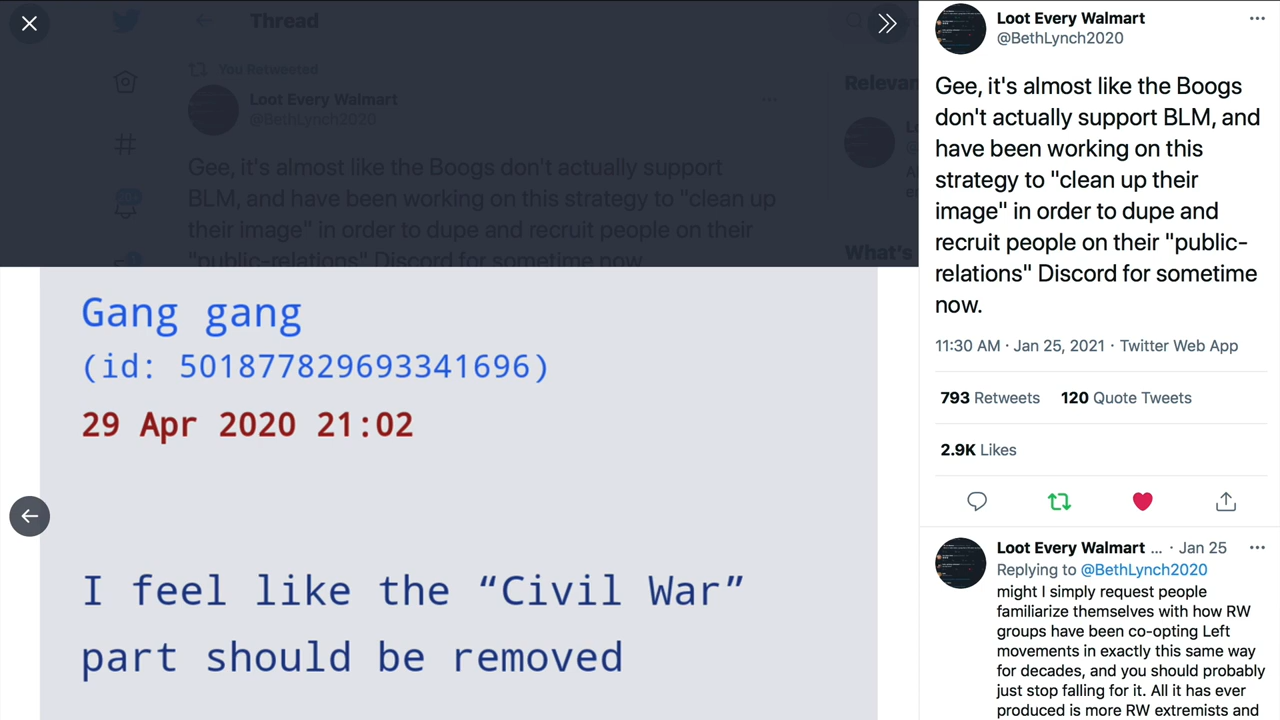 Thread
You Retweeted
Loot Every Walmart
@BethLynch2020
Gee, it's almost like the Boogs don't actually support
BLM, and have been working on this strategy to "clean up
their image" in order to dupe and recruit people on their
"public-relations" Discord for sometime now.
Relevan
What's
Gang gang
(id: 501877829693341696)
29 Apr 2020 21:02
I feel like the “Civil War”
part should be removed
Loot Every Walmart
@BethLynch2020
Gee, it's almost like the Boogs
don't actually support BLM, and
have been working on this
strategy to "clean up their
image" in order to dupe and
recruit people on their "public-
relations" Discord for sometime
now.
11:30 AM · Jan 25, 2021 · Twitter Web App
793 Retweets 120 Quote Tweets
2.9K Likes
Loot Every Walmart ... · Jan 25
Replying to @BethLynch2020
might I simply request people
familiarize themselves with how RW
groups have been co-opting Left
movements in exactly this same way
for decades, and you should probably
just stop falling for it. All it has ever
produced is more RW extremists and